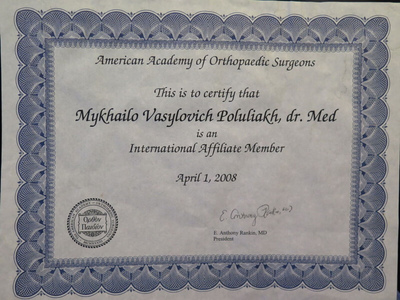 American Academy of Orthopaedic Surgeons
This is to certify that
Mykhailo Vasylovich Poluliakh, dr. Med
is an
International Affiliate Member
April 1, 2008
E. Anthony Rankin, MD
President